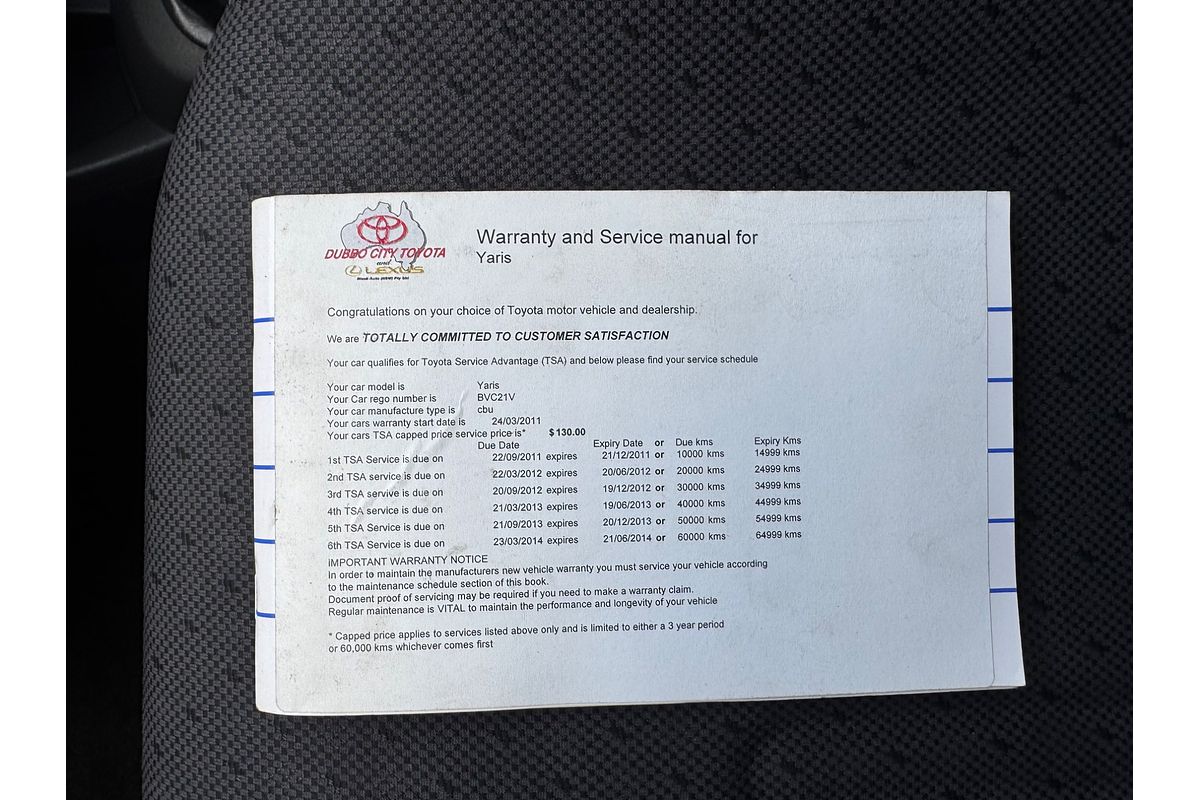 DUBBO CITY TOYOTA
and
LEXUS
Warranty and Service manual for
Yaris
Congratulations on your choice of Toyota motor vehicle and dealership.
We are TOTALLY COMMITTED TO CUSTOMER SATISFACTION
Your car qualifies for Toyota Service Advantage (TSA) and below please find your service schedule
Your car model is Yaris
Your Car rego number is BVC21V
Your car manufacture type is cbu
Your cars warranty start date is 24/03/2011
Your cars TSA capped price service price is* $130.00
Due Date Expiry Date or Due kms Expiry Kms
1st TSA Service is due on 22/09/2011 expires 21/12/2011 or 10000 kms 14999 kms
2nd TSA service is due on 22/03/2012 expires 20/06/2012 or 20000 kms 24999 kms
3rd TSA servive is due on 20/09/2012 expires 19/12/2012 or 30000 kms 34999 kms
4th TSA service is due on 21/03/2013 expires 19/06/2013 or 40000 kms 44999 kms
5th TSA Service is due on 21/09/2013 expires 20/12/2013 or 50000 kms 54999 kms
6th TSA Service is due on 23/03/2014 expires 21/06/2014 or 60000 kms 64999 kms
IMPORTANT WARRANTY NOTICE
In order to maintain the manufacturers new vehicle warranty you must service your vehicle according
to the maintenance schedule section of this book.
Document proof of servicing may be required if you need to make a warranty claim.
Regular maintenance is VITAL to maintain the performance and longevity of your vehicle
* Capped price applies to services listed above only and is limited to either a 3 year period
or 60,000 kms whichever comes first